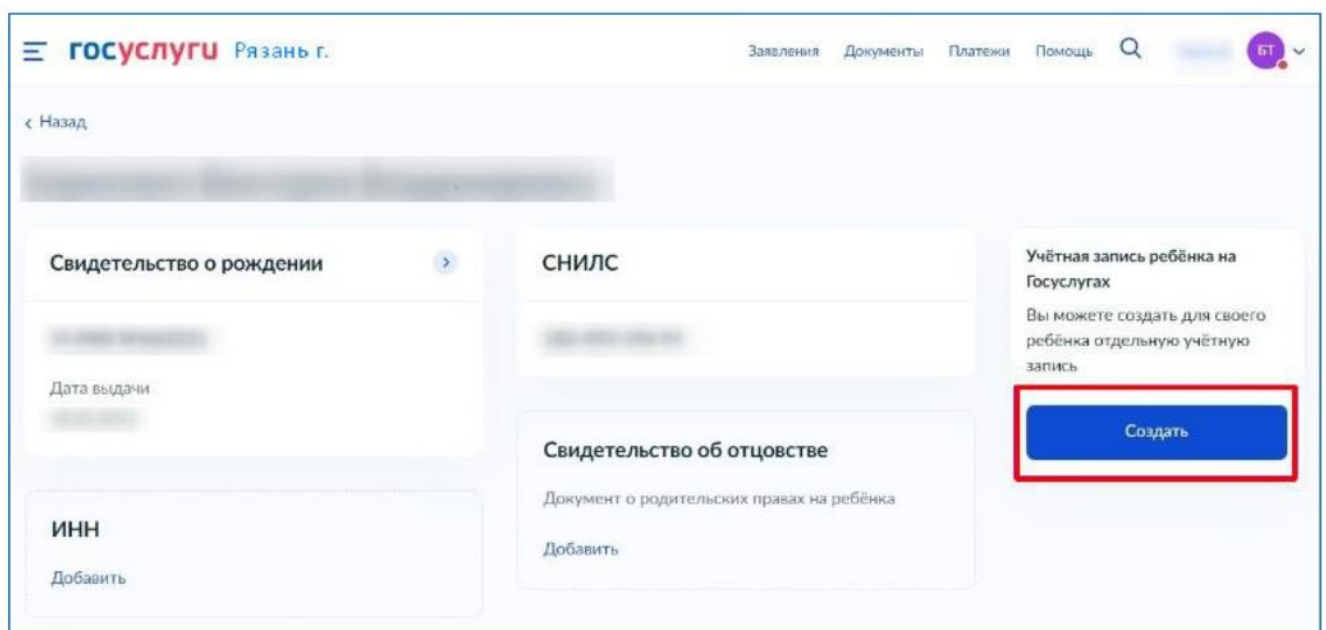 госуслуги Рязань г.
Заявления Документы Платежи Помощь БТ
Назад
Свидетельство о рождении
Дата выдачи
ИНН
Добавить
СНИЛС
Свидетельство об отцовстве
Документ о родительских правах на ребёнка
Добавить
Учётная запись ребёнка на
Госуслугах
Вы можете создать для своего
ребёнка отдельную учётную
запись
Создать